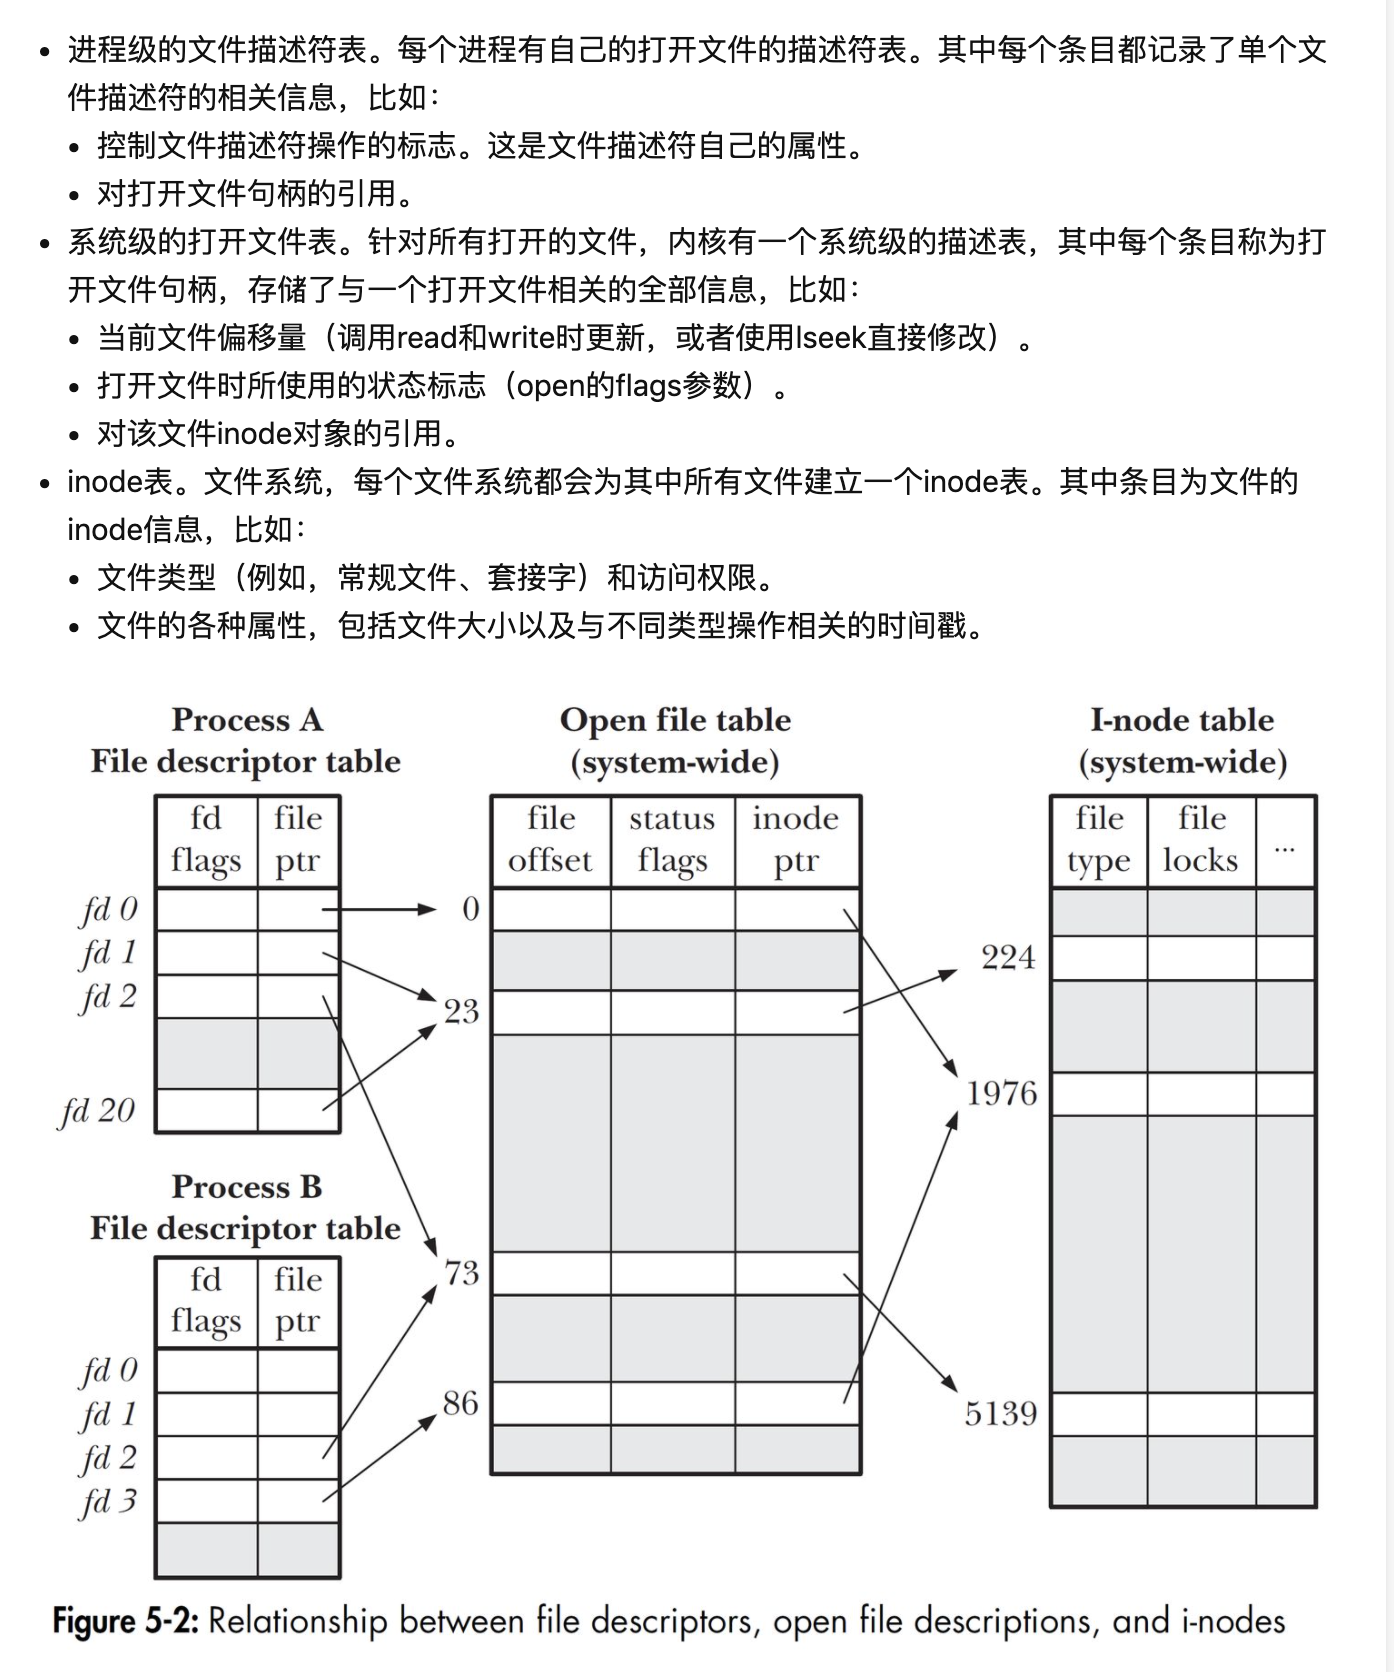 进程级的文件描述符表。每个进程有自己的打开文件的描述符表。其中每个条目都记录了单个文
件描述符的相关信息，比如：
控制文件描述符操作的标志。这是文件描述符自己的属性。
对打开文件句柄的引用。
系统级的打开文件表。针对所有打开的文件，内核有一个系统级的描述表，其中每个条目称为打
开文件句柄，存储了与一个打开文件相关的全部信息，比如：
当前文件偏移量（调用read和write时更新，或者使用lseek直接修改）。
打开文件时所使用的状态标志（open的flags参数）。
对该文件inode对象的引用。
inode表。文件系统，每个文件系统都会为其中所有文件建立一个inode表。其中条目为文件的
inode信息，比如：
文件类型（例如，常规文件、套接字）和访问权限。
文件的各种属性，包括文件大小以及与不同类型操作相关的时间戳。
Process A
File descriptor table
fd
flags
file
ptr
fd 0
fd 1
fd 2
fd 20
Process B
File descriptor table
fd
flags
file
ptr
fd 0
fd 1
fd 2
fd 3
Open file table
(system-wide)
file
offset
status
flags
inode
ptr
0
23
73
86
I-node table
(system-wide)
file
type
file
locks
...
224
1976
5139
Figure 5-2: Relationship between file descriptors, open file descriptions, and i-nodes